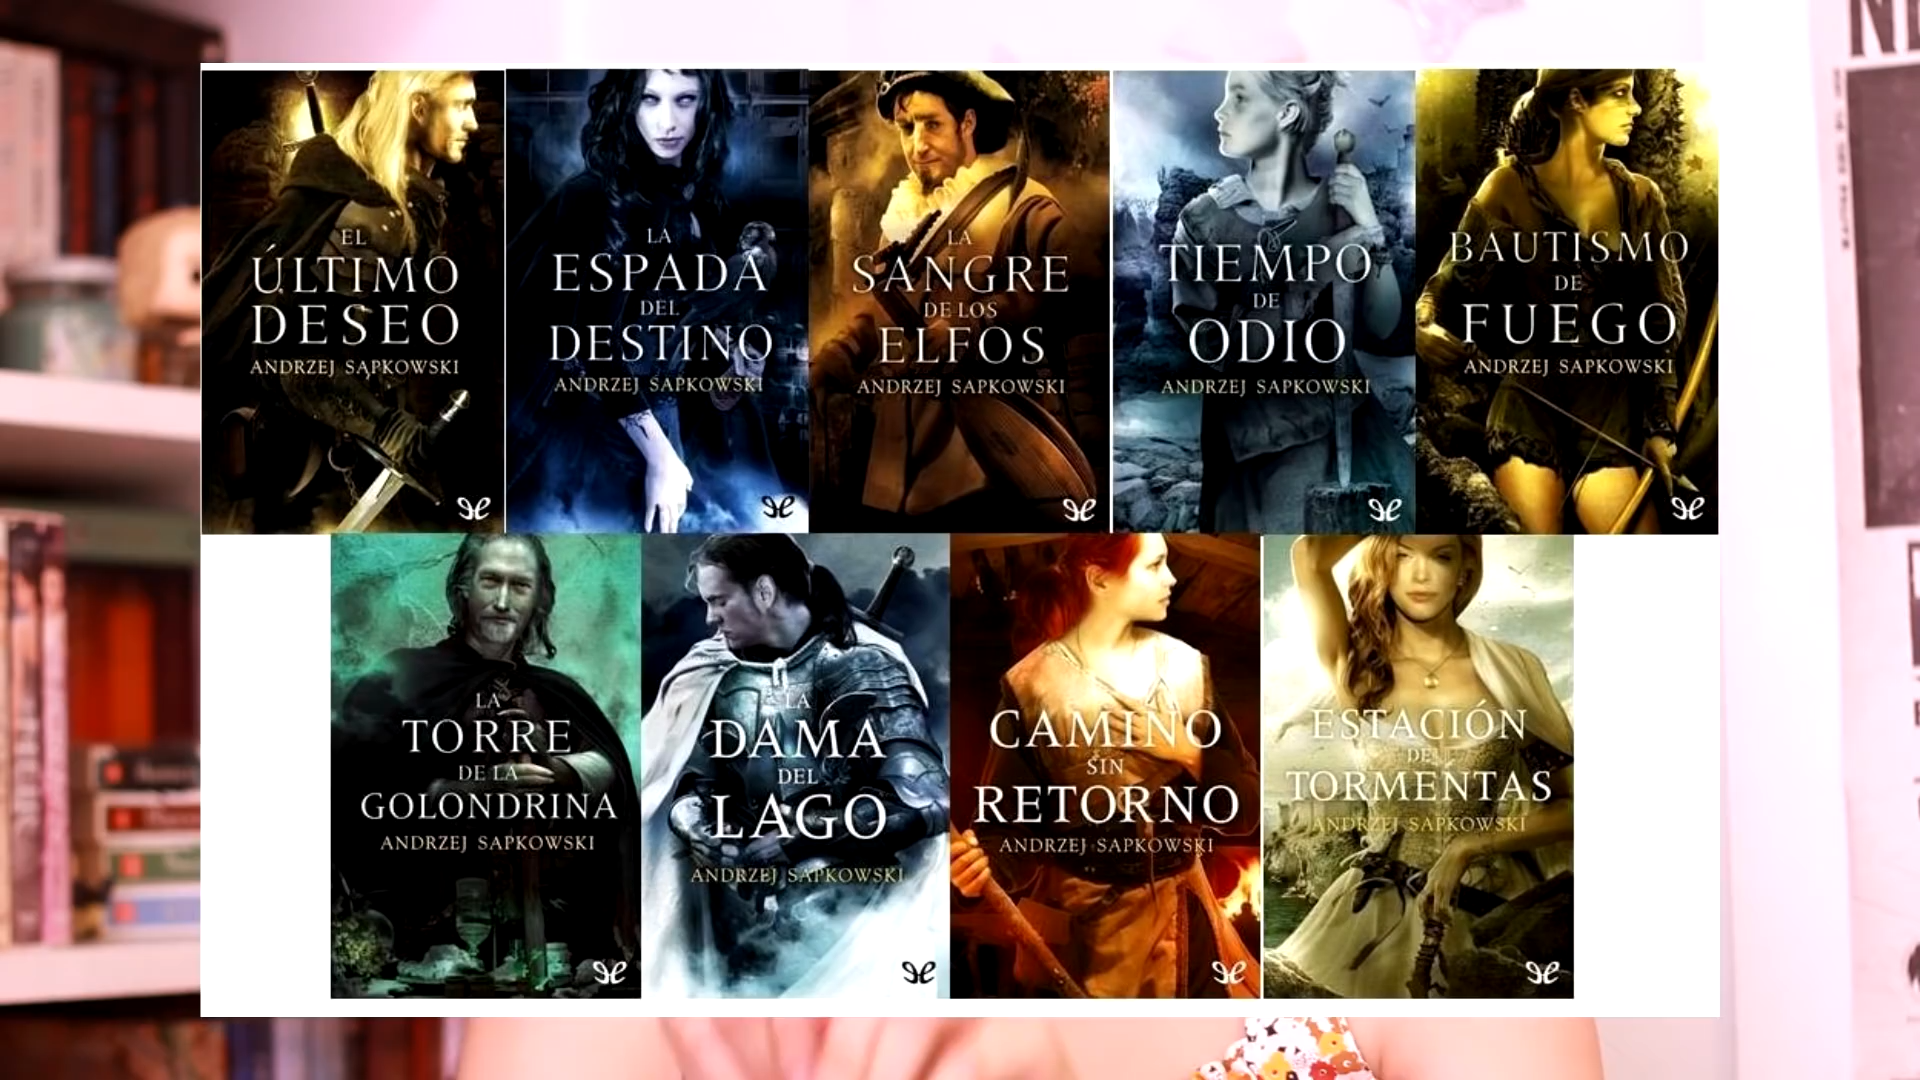 EL
ÚLTIMO
DESEO
ANDRZEJ SAPKOWSKI
LA
ESPADA
DEL
DESTINO
ANDRZEJ SAPKOWSKI
LA
SANGRE
DE LOS
ELFOS
ANDRZEJ SAPKOWSKI
TIEMPO
DE
ODIO
ANDRZEJ SAPKOWSKI
BAUTISMO
DE
FUEGO
ANDRZEJ SAPKOWSKI
LA
TORRE
DE LA
GOLONDRINA
ANDRZEJ SAPKOWSKI
LA
DAMA
DEL
LAGO
ANDRZEJ SAPKOWSKI
CAMINO
SIN
RETORNO
ANDRZEJ SAPKOWSKI
ESTACIÓN
DE
TORMENTAS
ANDRZEJ SAPKOWSKI